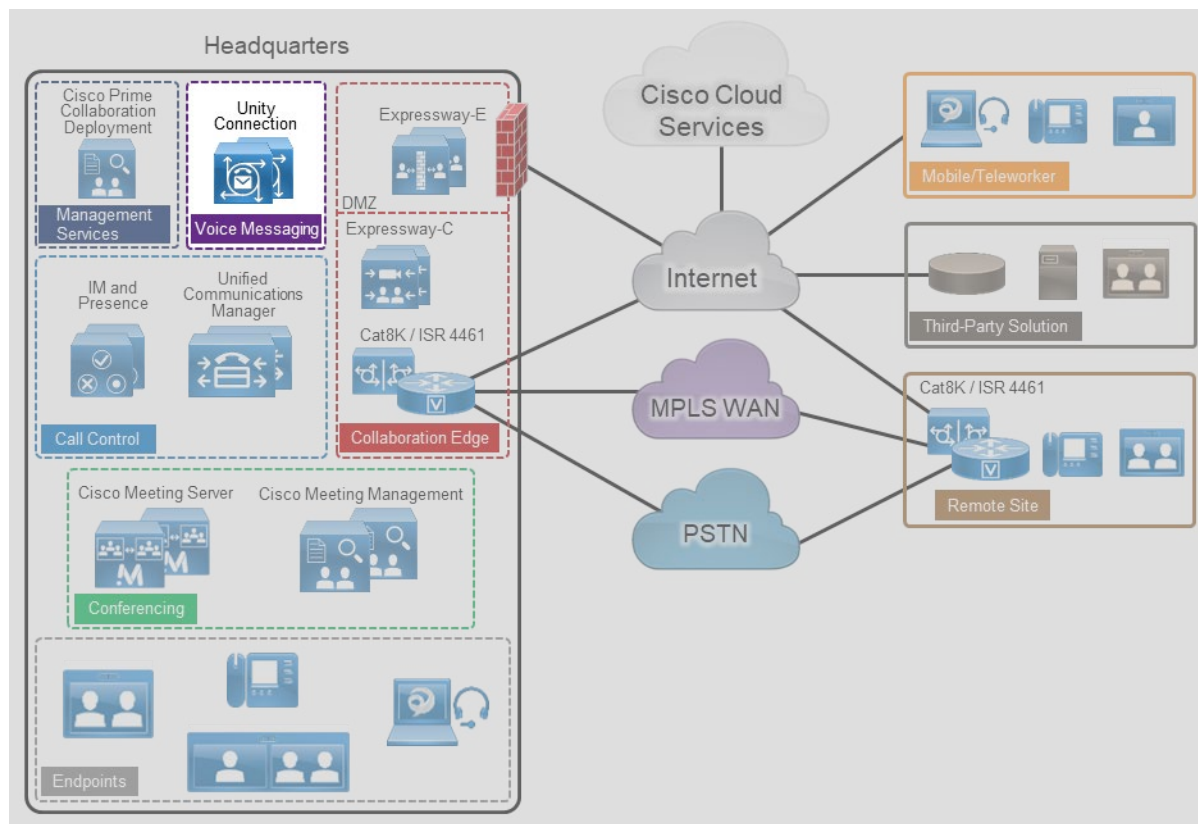 Headquarters
Cisco Prime
Collaboration
Deployment
Management
Services
Unity
Connection
Voice Messaging
Expressway-E
DMZ
Expressway-C
Cat8K / ISR 4461
Collaboration Edge
IM and
Presence
Unified
Communications
Manager
Call Control
Cisco Meeting Server
Cisco Meeting Management
M
M
Conferencing
Endpoints
Cisco Cloud
Services
Internet
MPLS WAN
PSTN
Mobile/Teleworker
Third-Party Solution
Cat8K / ISR 4461
V
V
Remote Site